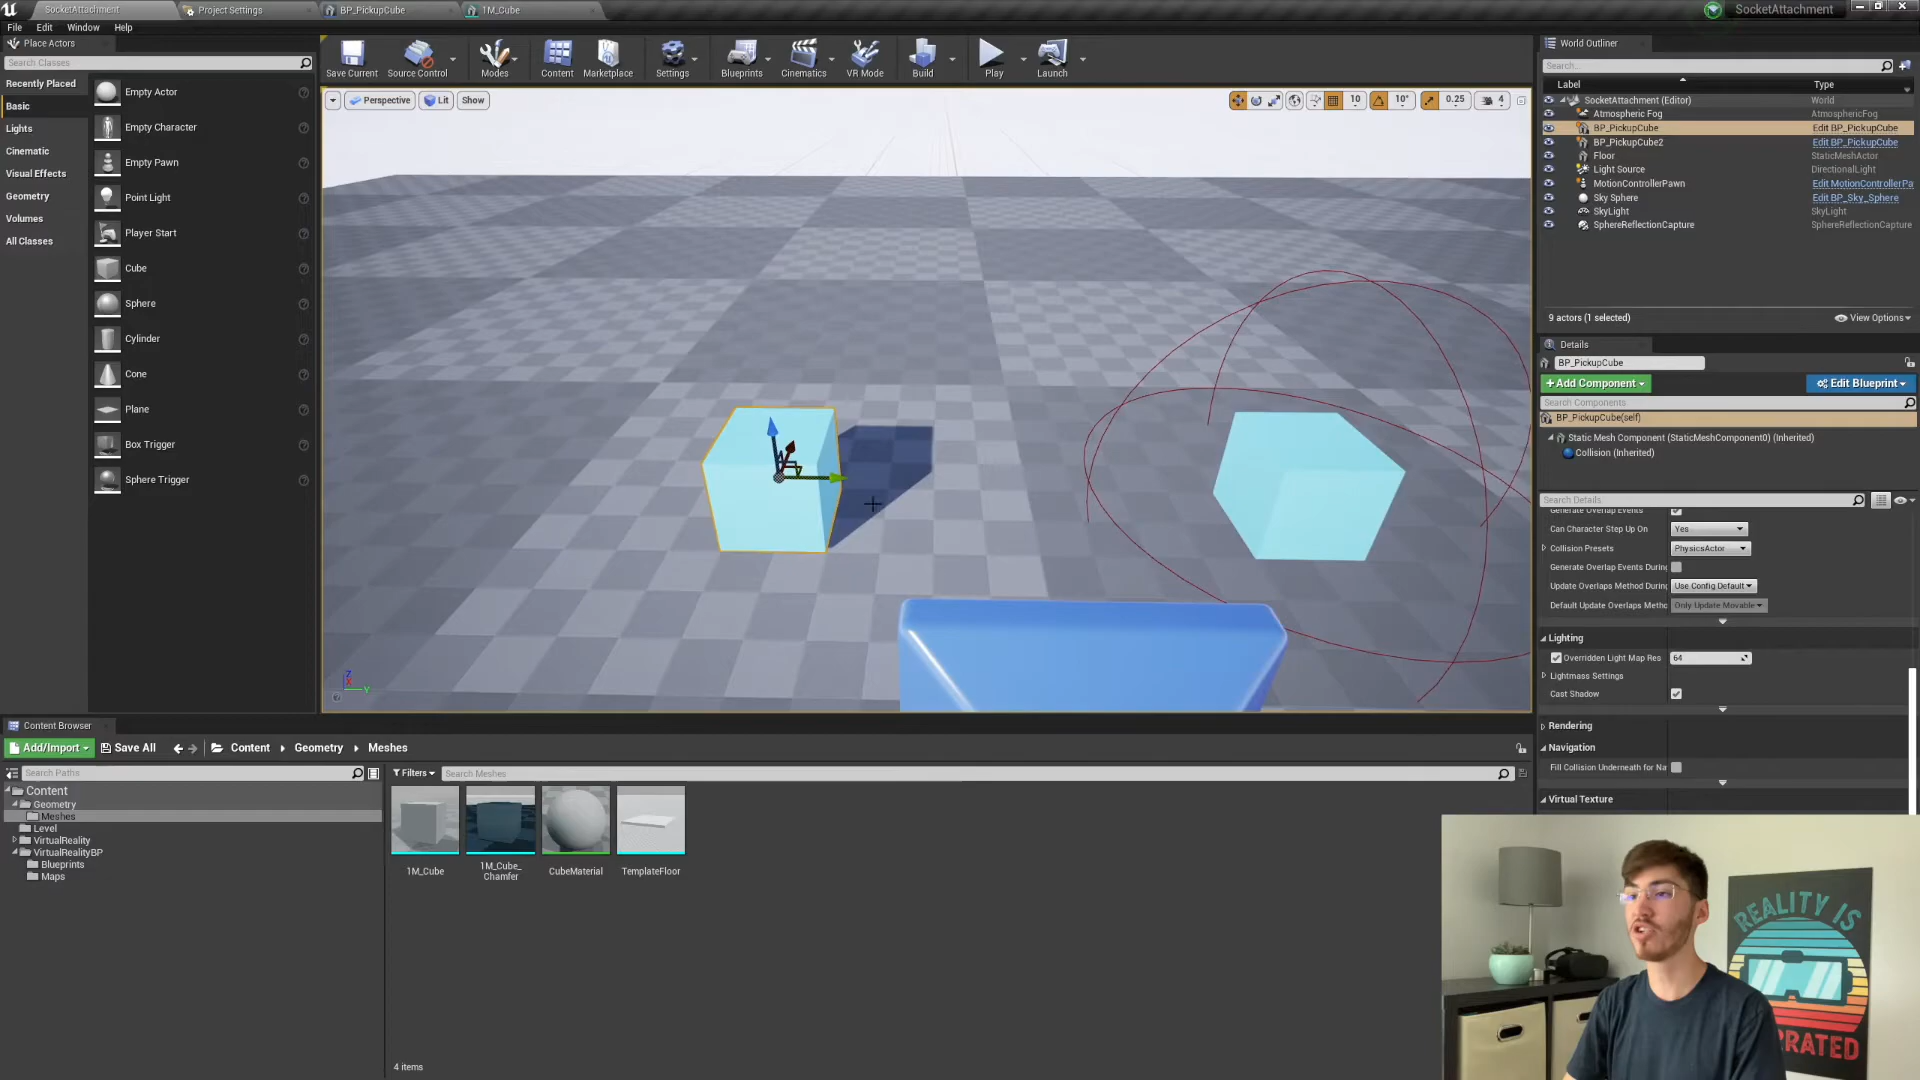 SocketAttachment
Project Settings
BP_PickupCube
1M_Cube
SocketAttachment
File Edit Window Help
Place Actors
Search Classes
Recently Placed
Basic
Lights
Cinematic
Visual Effects
Geometry
Volumes
All Classes
Empty Actor
Empty Character
Empty Pawn
Point Light
Player Start
Cube
Sphere
Cylinder
Cone
Plane
Box Trigger
Sphere Trigger
Save Current
Source Control
Modes
Content
Marketplace
Settings
Blueprints
Cinematics
VR Mode
Build
Play
Launch
Perspective
Lit
Show
10
10°
0.25
4
Z
X
Y
World Outliner
Search...
Label Type
SocketAttachment (Editor) World
Atmospheric Fog AtmosphericFog
BP_PickupCube Edit BP_PickupCube
BP_PickupCube2 Edit BP_PickupCube
Floor StaticMeshActor
Light Source DirectionalLight
MotionControllerPawn Edit MotionControllerPa
Sky Sphere Edit BP_Sky_Sphere
SkyLight SkyLight
SphereReflectionCapture SphereReflectionCapture
9 actors (1 selected)
View Options
Details
BP_PickupCube
+Add Component
Edit Blueprint
Search Components
BP_PickupCube(self)
Static Mesh Component (StaticMeshComponent0) (Inherited)
Collision (Inherited)
Search Details
Generate Overlap Events
Can Character Step Up On Yes
Collision Presets PhysicsActor
Generate Overlap Events During
Update Overlaps Method During Use Config Default
Default Update Overlaps Metho Only Update Movable
Lighting
Overridden Light Map Res 64
Lightmass Settings
Cast Shadow
Rendering
Navigation
Fill Collision Underneath for Na
Virtual Texture
Content Browser
Add/Import
Save All
Content
Geometry
Meshes
Search Paths
Filters
Search Meshes
Content
Geometry
Meshes
Level
VirtualReality
VirtualRealityBP
Blueprints
Maps
1M_Cube
1M_Cube_
Chamfer
CubeMaterial
TemplateFloor
4 items
REALITY IS